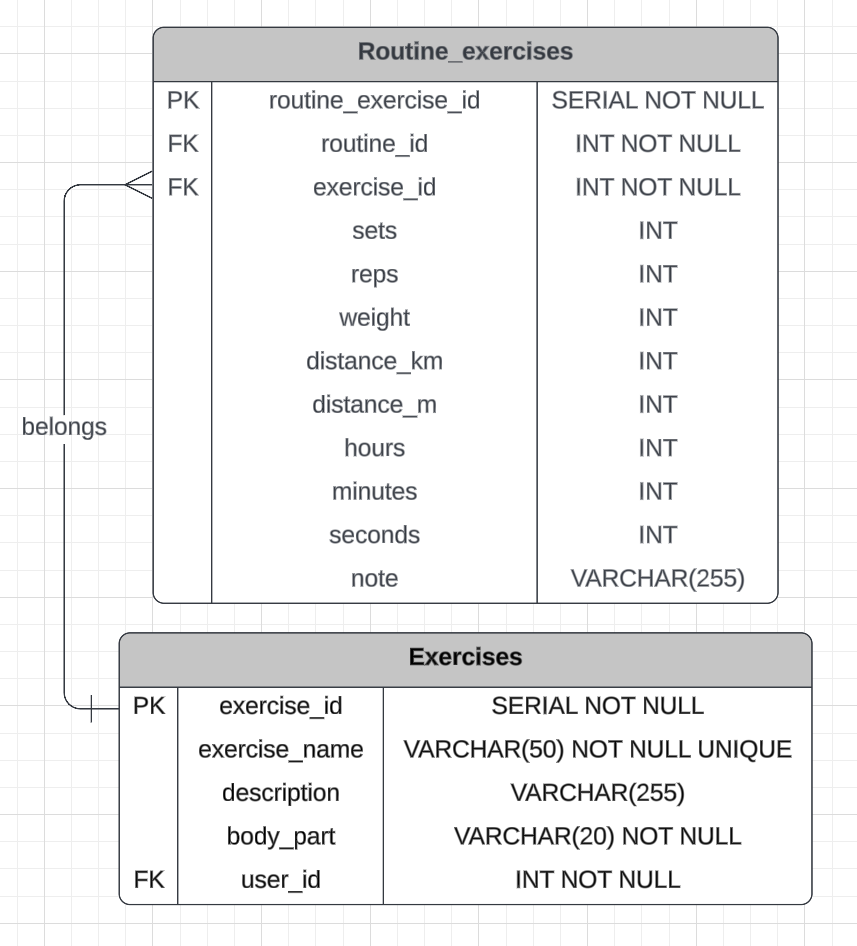 Routine_exercises
PK routine_exercise_id SERIAL NOT NULL
FK routine_id INT NOT NULL
FK exercise_id INT NOT NULL
sets INT
reps INT
weight INT
distance_km INT
distance_m INT
belongs
hours INT
minutes INT
seconds INT
note VARCHAR(255)
Exercises
PK exercise_id SERIAL NOT NULL
exercise_name VARCHAR(50) NOT NULL UNIQUE
description VARCHAR(255)
body_part VARCHAR(20) NOT NULL
FK user_id INT NOT NULL